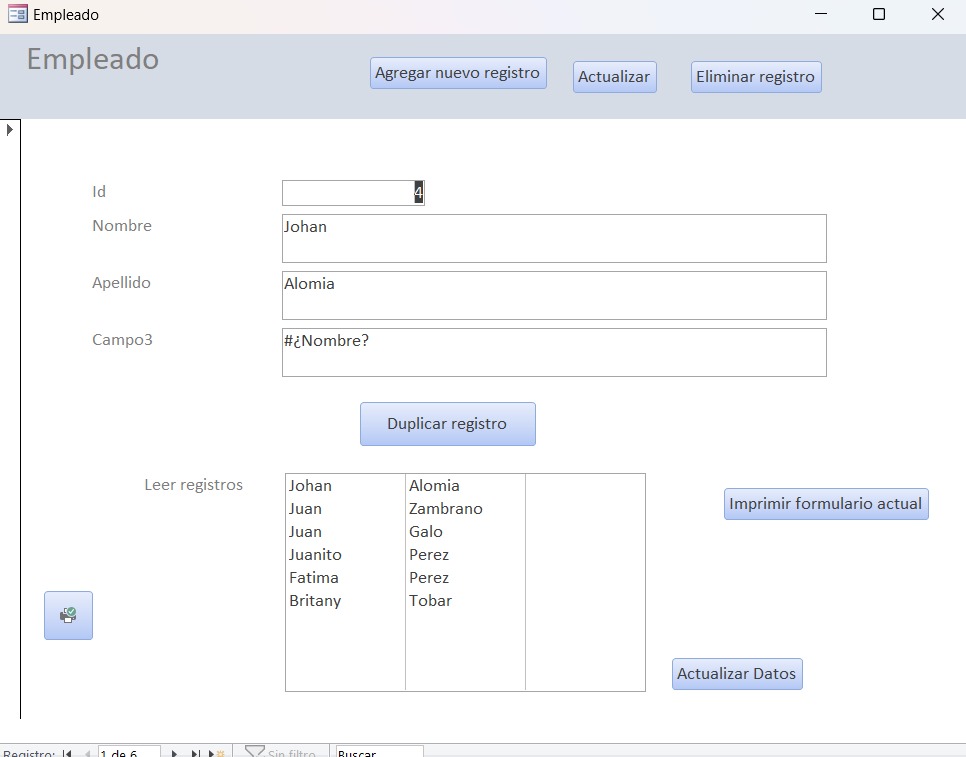 Empleado
Empleado
Agregar nuevo registro
Actualizar
Eliminar registro
Id
4
Nombre
Johan
Apellido
Alomia
Campo3
#¿Nombre?
Duplicar registro
Leer registros
Johan Alomia
Juan Zambrano
Juan Galo
Juanito Perez
Fatima Perez
Britany Tobar
Imprimir formulario actual
Actualizar Datos
Registro: 1 de 6 Sin filtro Buscar